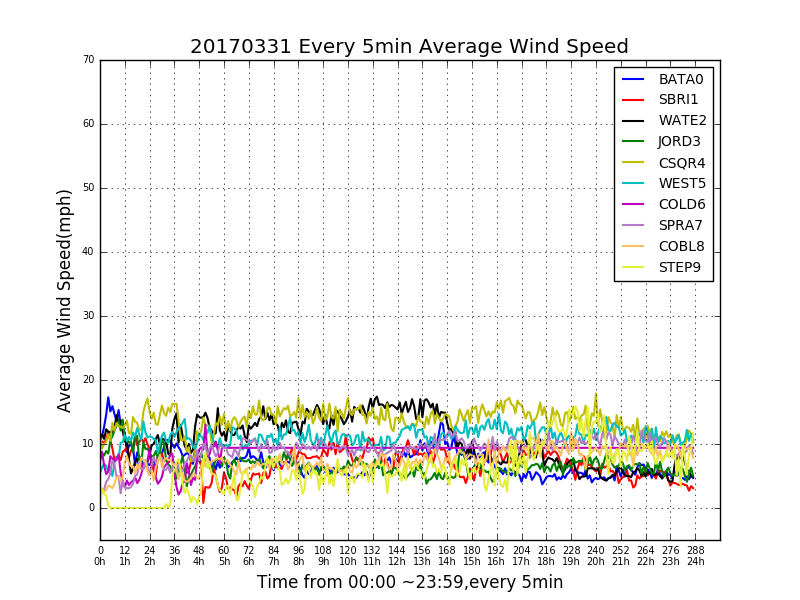 20170331 Every 5min Average Wind Speed
70
60
50
40
30
20
10
0
Average Wind Speed(mph)
BATA0
SBRI1
WATE2
JORD3
CSQR4
WEST5
COLD6
SPRA7
COBL8
STEP9
0 12 24 36 48 60 72 84 96 108 120 132 144 156 168 180 192 204 216 228 240 252 264 276 288
0h 1h 2h 3h 4h 5h 6h 7h 8h 9h 10h 11h 12h 13h 14h 15h 16h 17h 18h 19h 20h 21h 22h 23h 24h
Time from 00:00 ~23:59,every 5min